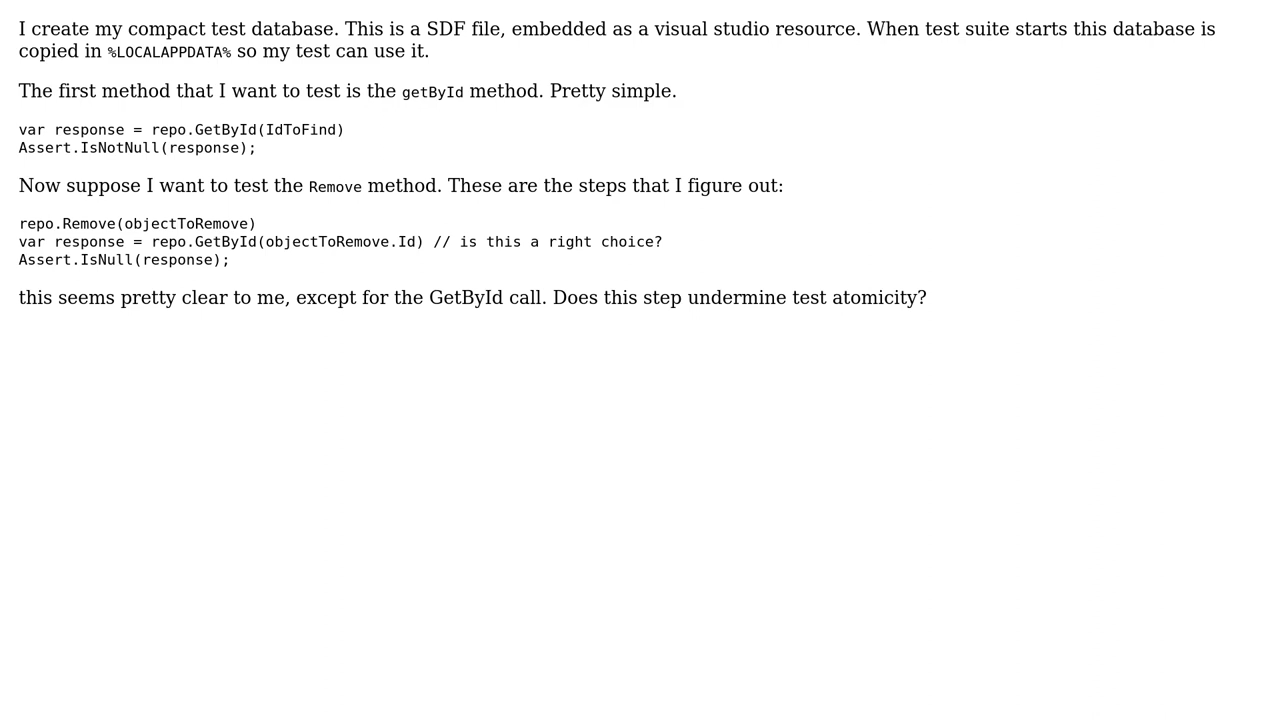 I create my compact test database. This is a SDF file, embedded as a visual studio resource. When test suite starts this database is
copied in %LOCALAPPDATA% so my test can use it.
The first method that I want to test is the getById method. Pretty simple.
var response = repo.GetById(IdToFind)
Assert.IsNotNull(response);
Now suppose I want to test the Remove method. These are the steps that I figure out:
repo.Remove(objectToRemove)
var response = repo.GetById(objectToRemove.Id) // is this a right choice?
Assert.IsNull(response);
this seems pretty clear to me, except for the GetById call. Does this step undermine test atomicity?